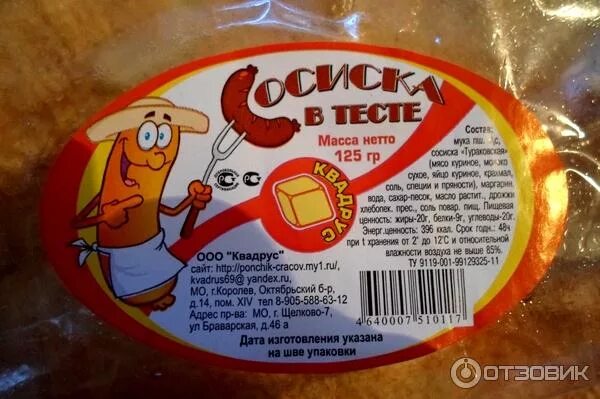 СОСИСКА
В ТЕСТЕ
Масса нетто
125 гр
КВАДРУС
Состав:
мука пш.
сосиска «Тураковская»
(мясо куриное, молоко
сухое, яйцо куриное, крахмал,
соль, специи и пряности), маргарин,
вода, сахар-песок, масло растит., дрожжи
хлебопек. прес., соль повар. пищ. Пищевая
ценность: жиры-20г, белки-9г, углеводы-20г.
Энерг.ценность: 396 ккал. Срок годн.: 48ч
при t хранения от 2˚ до 12˚С и относительной
влажности воздуха не выше 85%.
ТУ 9119-001-99129325-11
4 640007 510117
ООО "Квадрус"
сайт: http://ponchik-cracov.my1.ru/,
kvadrus69@ yandex.ru,
МО, г.Королев, Октябрьский б-р,
д.14, пом. XIV тел 8-905-588-63-12
Адрес пр-ва: МО, г. Щелково-7,
ул Браварская, д.46 а
Дата изготовления указана
на шве упаковки
ОТЗОВИК